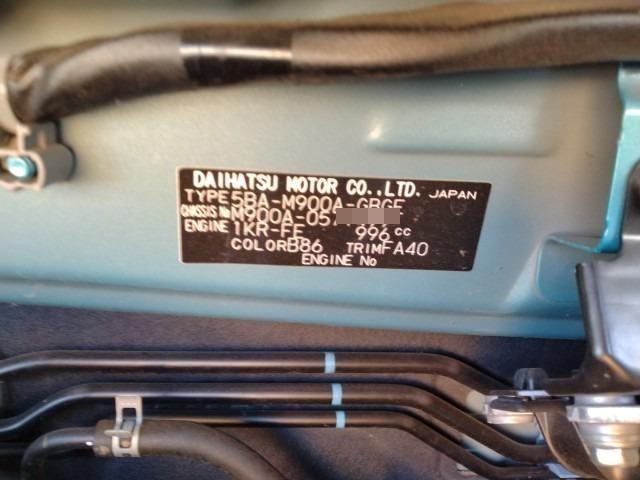 DAIHATSU MOTOR CO.,LTD. JAPAN
TYPE 5BA-M900A-GBGF
CHASSIS No M900A-05
ENGINE 1KR-FE 996 cc
COLOR B86 TRIM FA40
ENGINE No